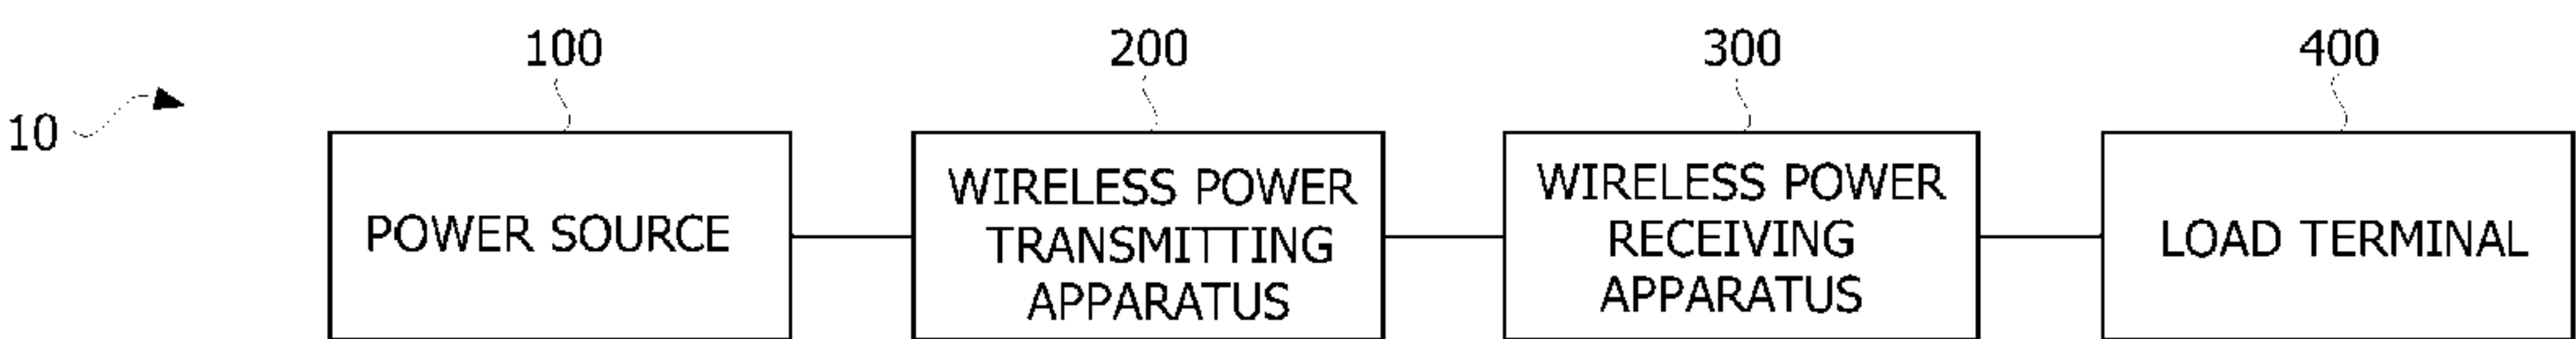 100
200
300
400
10
POWER SOURCE
WIRELESS POWER
TRANSMITTING
APPARATUS
WIRELESS POWER
RECEIVING
APPARATUS
LOAD TERMINAL